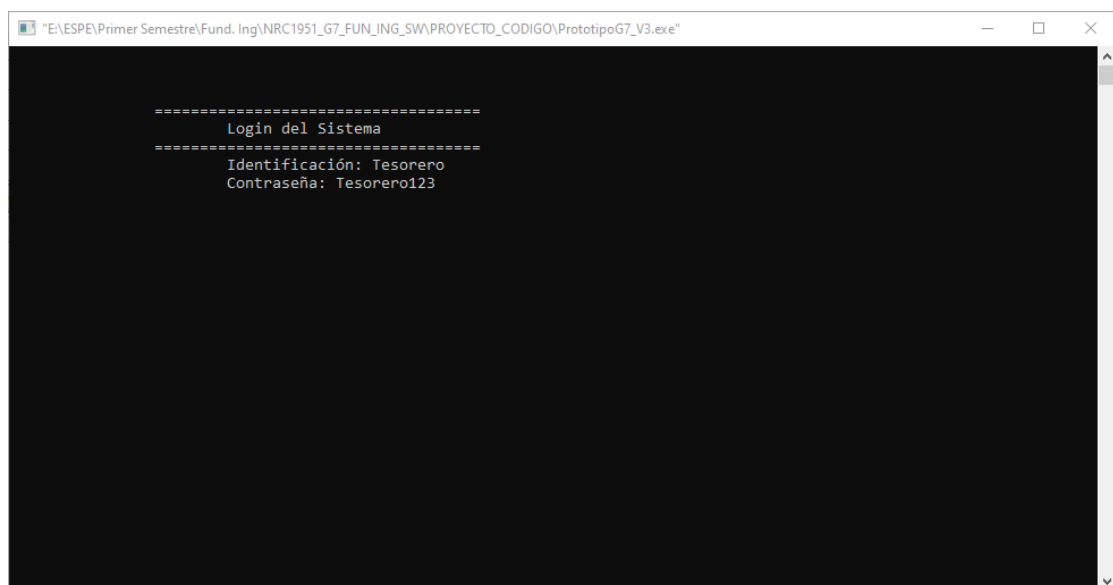 "E:\ESPE\Primer Semestre\Fund. Ing\NRC1951_G7_FUN_ING_SW\PROYECTO_CODIGO\PrototipoG7_V3.exe"
====================================
Login del Sistema
====================================
Identificación: Tesorero
Contraseña: Tesorero123